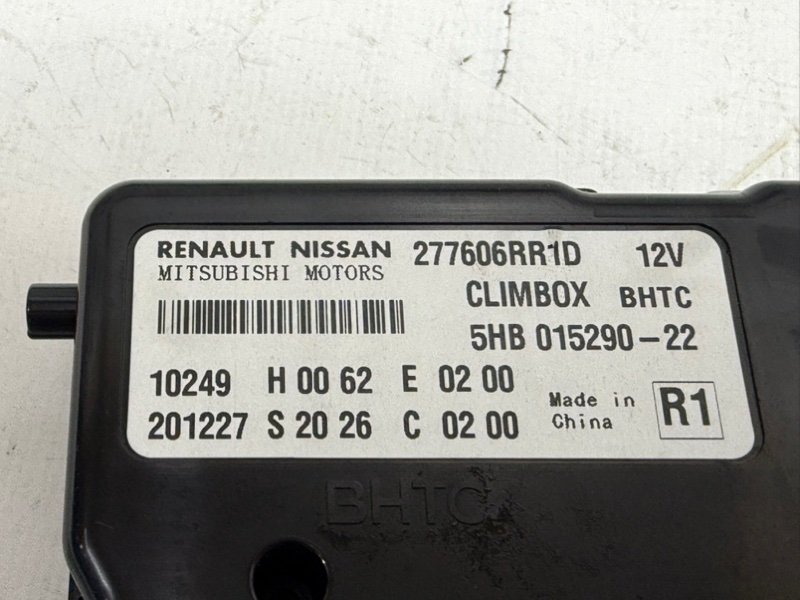 RENAULT NISSAN 277606RR1D 12V
MITSUBISHI MOTORS
CLIMBOX BHTC
5HB 015290-22
10249 H 00 62 E 02 00
201227 S 20 26 C 02 00
Made in
China
R1
BHTC